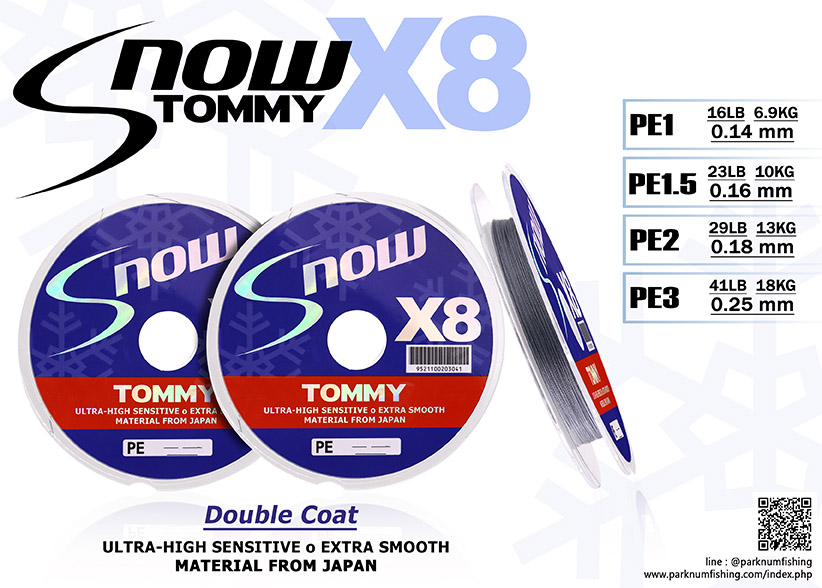 Snow
TOMMY
X8
PE1
16LB 6.9KG
0.14 mm
PE1.5
23LB 10KG
0.16 mm
PE2
29LB 13KG
0.18 mm
PE3
41LB 18KG
0.25 mm
Snow
X
TOMMY
ULTRA-HIGH SENSITIVE o EXTRA
MATERIAL FROM JAPAN
PE
Snow
X8
9521100203041
TOMMY
ULTRA-HIGH SENSITIVE o EXTRA SMOOTH
MATERIAL FROM JAPAN
PE
TOMMY
Double Coat
ULTRA-HIGH SENSITIVE o EXTRA SMOOTH
MATERIAL FROM JAPAN
line : @parknumfishing
www.parknumfishing.com/index.php